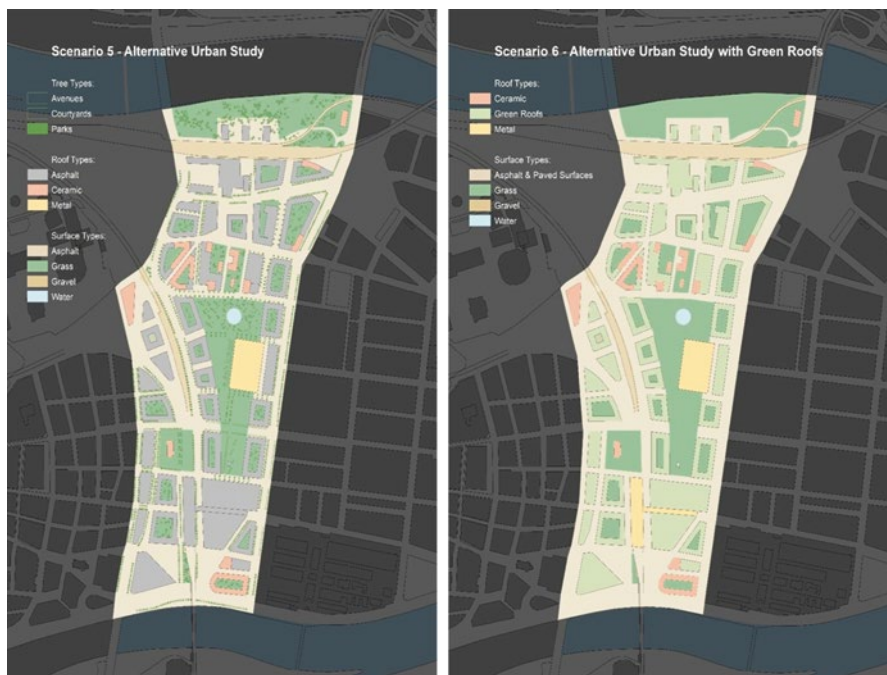 Scenario 5 - Alternative Urban Study
Tree Types:
Avenues
Courtyards
Parks
Roof Types:
Asphalt
Ceramic
Metal
Surface Types:
Asphalt
Grass
Gravel
Water
Scenario 6 - Alternative Urban Study with Green Roofs
Roof Types:
Ceramic
Green Roofs
Metal
Surface Types:
Asphalt & Paved Surfaces
Grass
Gravel
Water